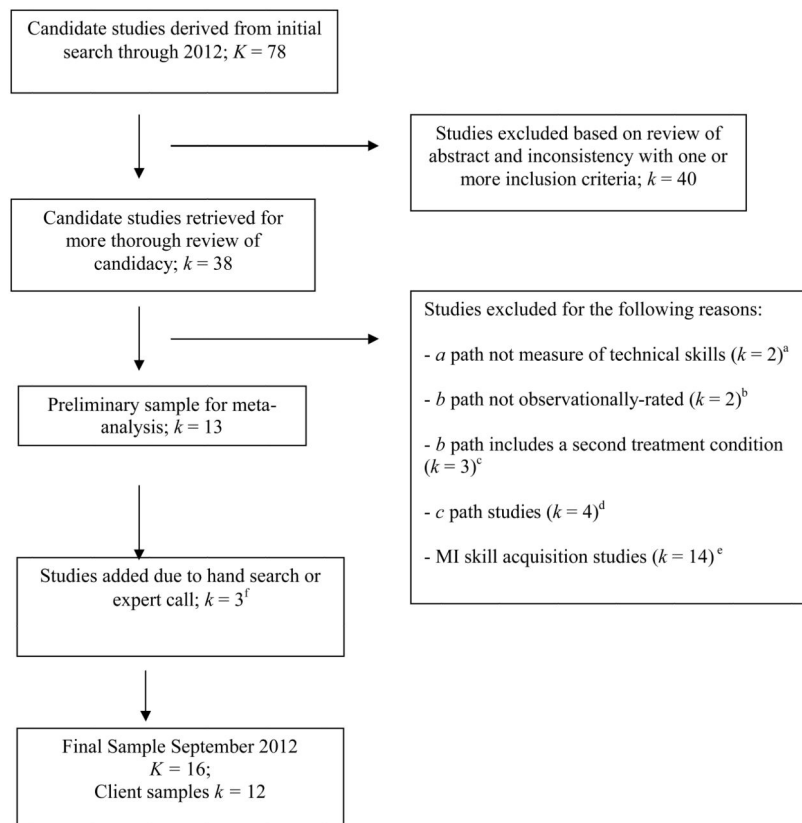 Candidate studies derived from initial
search through 2012; K = 78
Studies excluded based on review of
abstract and inconsistency with one or
more inclusion criteria; k = 40
Candidate studies retrieved for
more thorough review of
candidacy; k = 38
Studies excluded for the following reasons:
- a path not measure of technical skills (k = 2)a
- b path not observationally-rated (k = 2)b
- b path includes a second treatment condition
(k = 3)c
- c path studies (k = 4)d
- MI skill acquisition studies (k = 14) e
Preliminary sample for meta-
analysis; k = 13
Studies added due to hand search or
expert call; k = 3f
Final Sample September 2012
K = 16;
Client samples k = 12